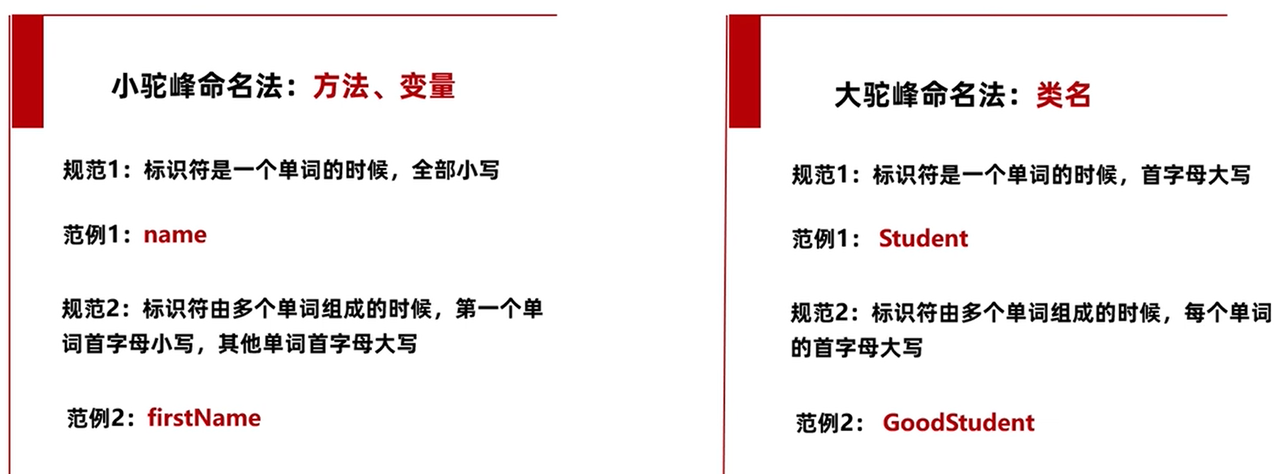 小驼峰命名法：方法、变量
规范1：标识符是一个单词的时候，全部小写
范例1：name
规范2：标识符由多个单词组成的时候，第一个单
词首字母小写，其他单词首字母大写
范例2：firstName
大驼峰命名法：类名
规范1：标识符是一个单词的时候，首字母大写
范例1： Student
规范2：标识符由多个单词组成的时候，每个单词
的首字母大写
范例2： GoodStudent